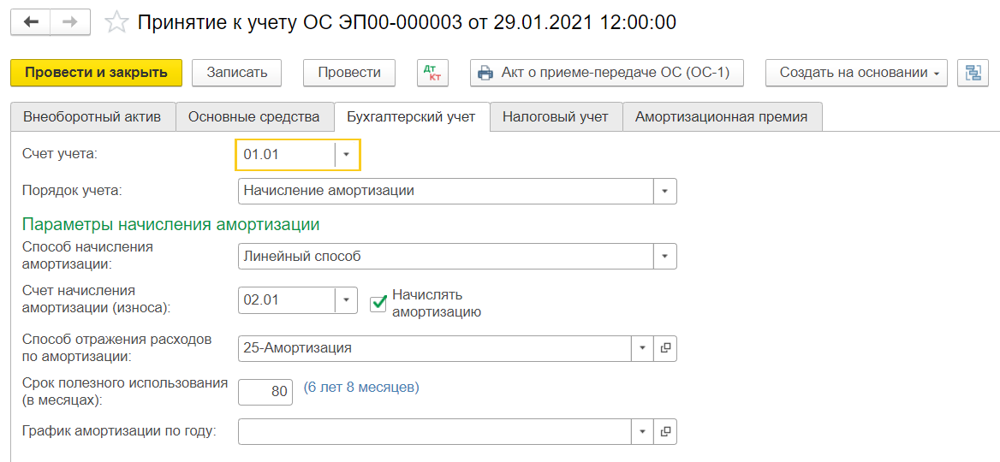 Принятие к учету ОС ЭП00-000003 от 29.01.2021 12:00:00
Провести и закрыть Записать Провести Дт Кт Акт о приеме-передаче ОС (ОС-1) Создать на основании
Внеоборотный актив Основные средства Бухгалтерский учет Налоговый учет Амортизационная премия
Счет учета: 01.01
Порядок учета: Начисление амортизации
Параметры начисления амортизации
Способ начисления
амортизации: Линейный способ
Счет начисления
амортизации (износа): 02.01 Начислять
амортизацию
Способ отражения расходов
по амортизации: 25-Амортизация
Срок полезного использования
(в месяцах): 80 (6 лет 8 месяцев)
График амортизации по году: